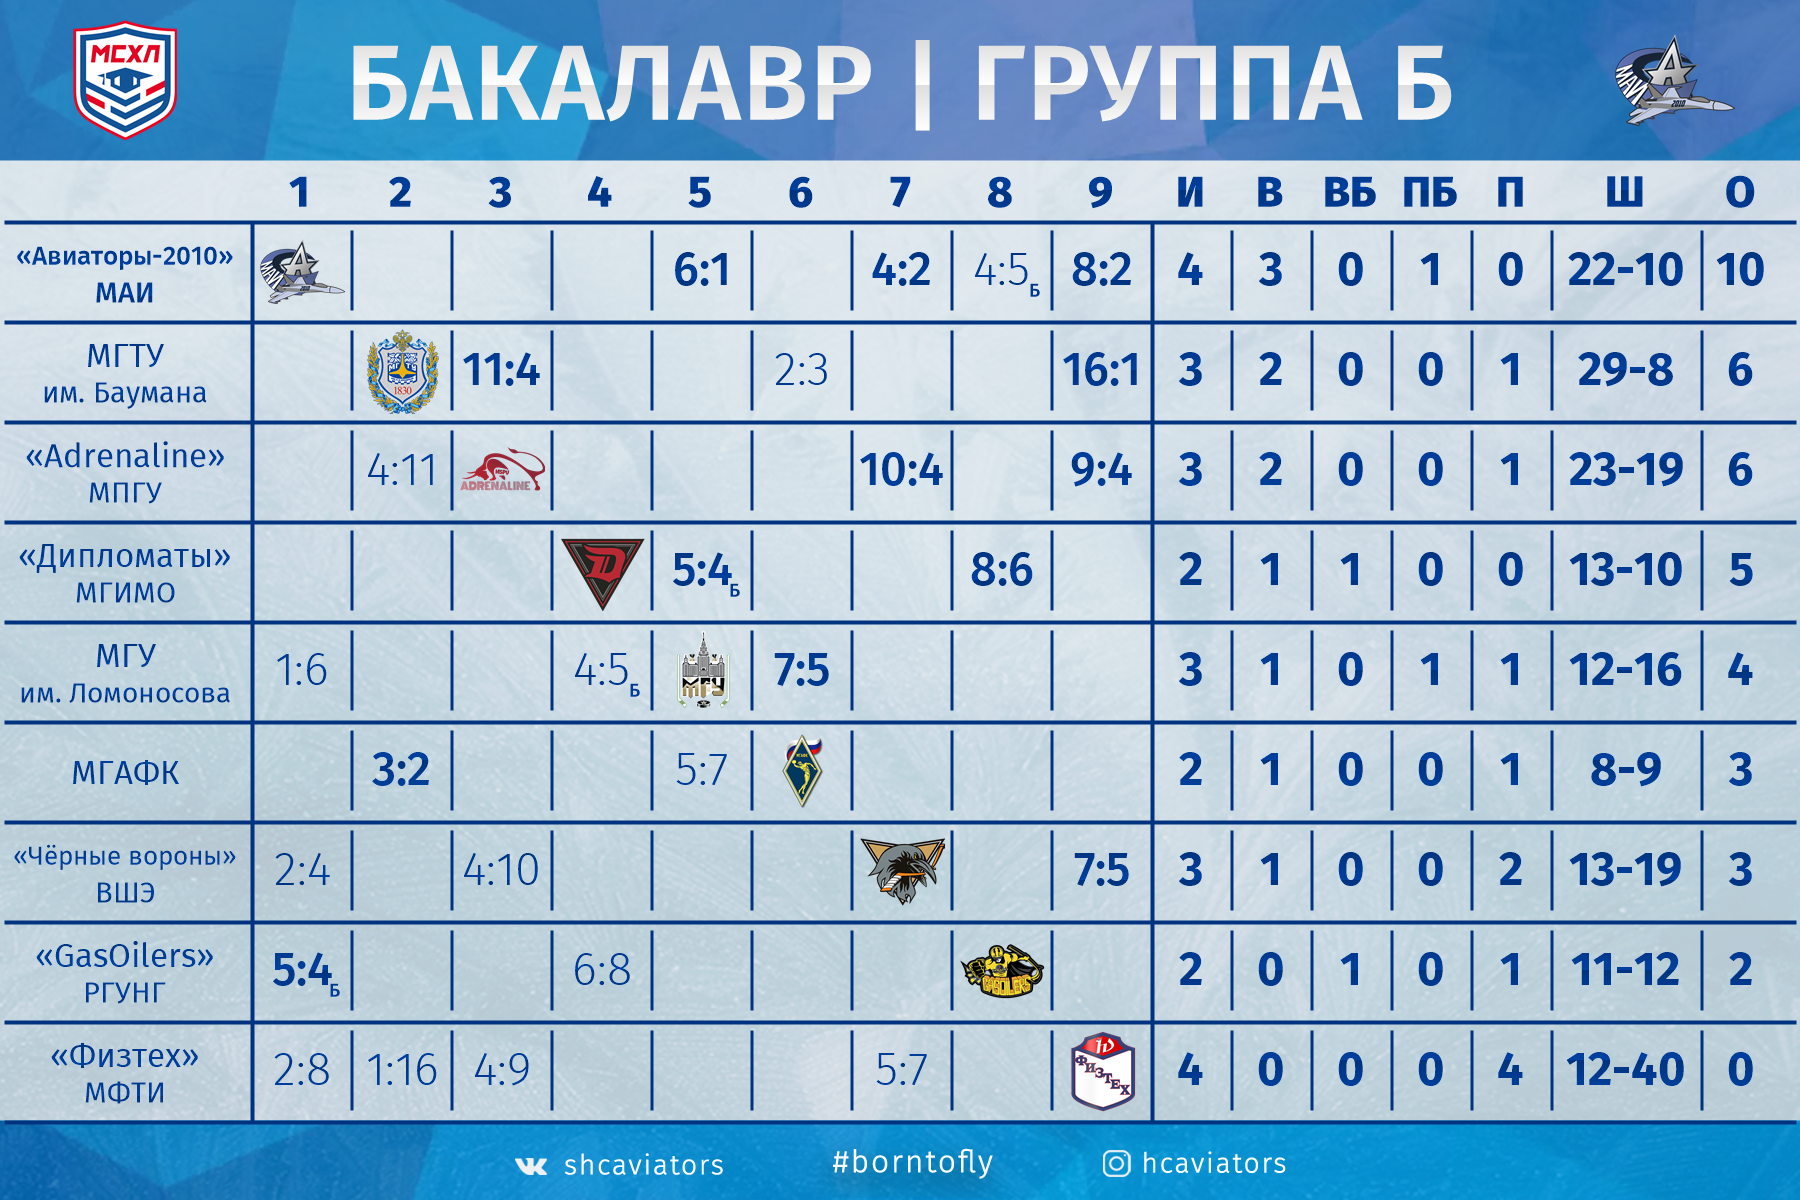 МСХЛ
БАКАЛАВР | ГРУППА Б
МАИ
А
2010
1 2 3 4 5 6 7 8 9 И В ВБ ПБ П Ш О
«Авиаторы-2010»
МАИ
6:1 4:2 4:5Б 8:2 4 3 0 1 0 22-10 10
МГТУ
им. Баумана
1830
11:4 2:3 16:1 3 2 0 0 1 29-8 6
«Adrenaline»
МПГУ
4:11 MSPU ADRENALINE 10:4 9:4 3 2 0 0 1 23-19 6
«Дипломаты»
МГИМО
D 5:4Б 8:6 2 1 1 0 0 13-10 5
МГУ
им. Ломоносова
1:6 4:5Б МГУ 7:5 3 1 0 1 1 12-16 4
МГАФК
3:2 5:7 2 1 0 0 1 8-9 3
«Чёрные вороны»
ВШЭ
2:4 4:10 7:5 3 1 0 0 2 13-19 3
«GasOilers»
РГУНГ
5:4Б 6:8 GASOILERS 2 0 1 0 1 11-12 2
«Физтех»
МФТИ
2:8 1:16 4:9 5:7 ФИЗТЕХ 4 0 0 0 4 12-40 0
shcaviators #borntofly hcaviators